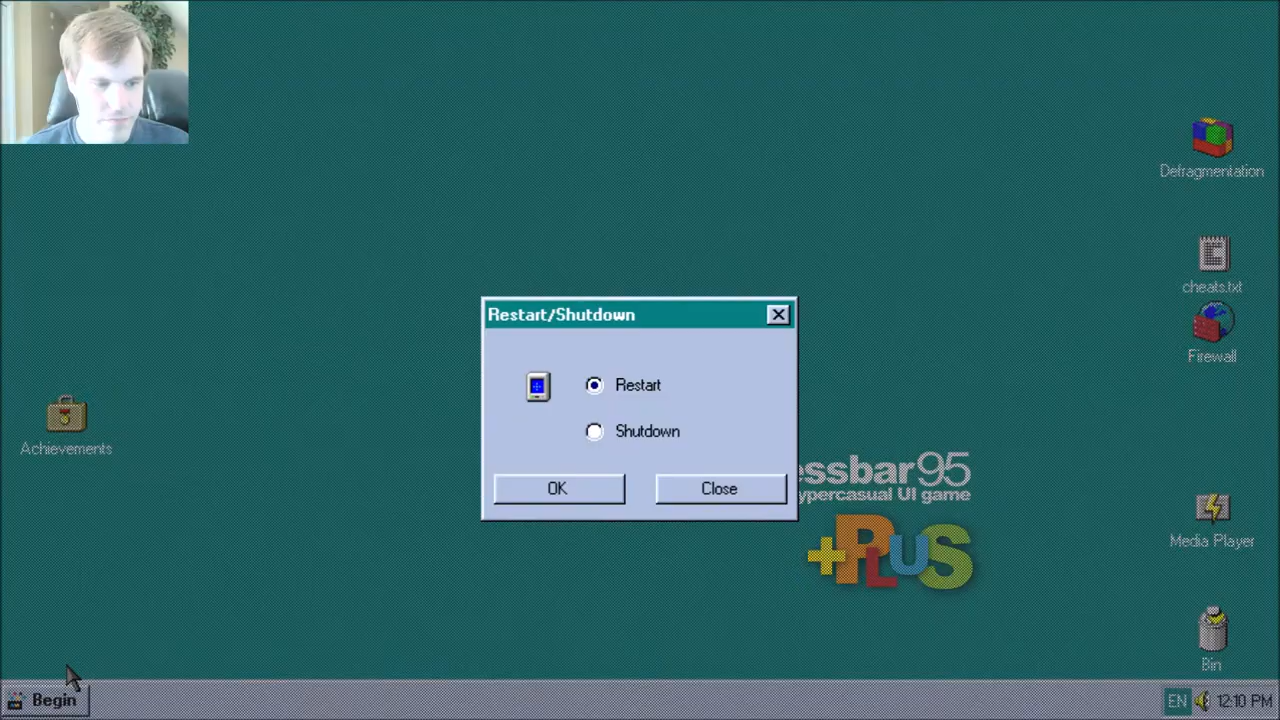 Defragmentation
cheats.txt
Firewall
Restart/Shutdown
Restart
Shutdown
OK
Close
Achievements
essbar95
ypercasual UI game
+PLUS
Media Player
Bin
Begin
EN
12:10 PM